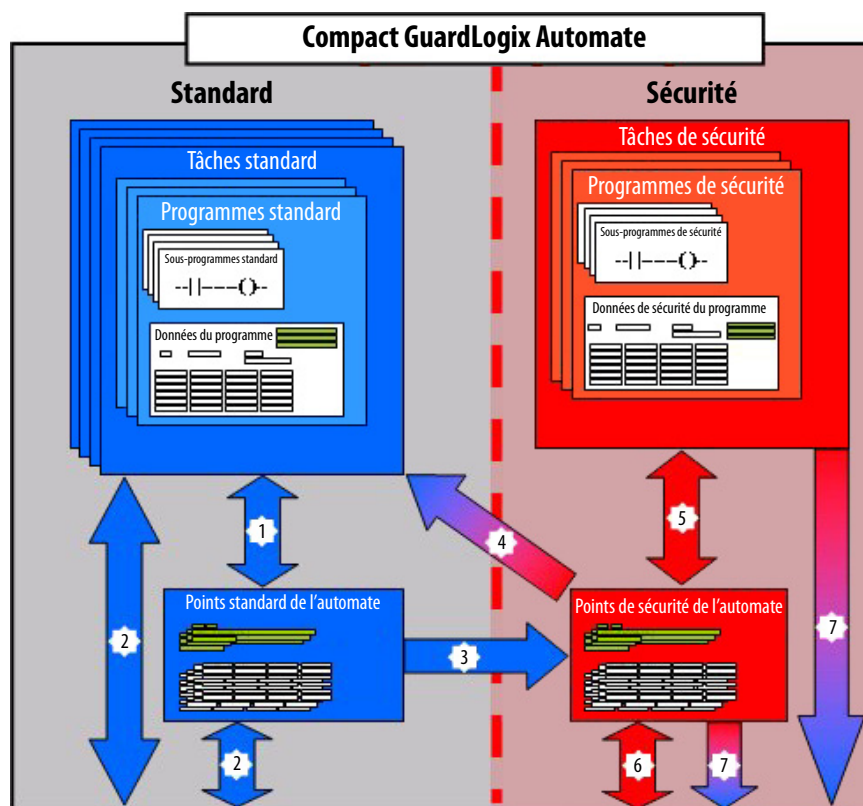 Compact GuardLogix Automate
Standard
Sécurité
Tâches standard
Programmes standard
Sous-programmes standard
Données du programme
Tâches de sécurité
Programmes de sécurité
Sous-programmes de sécurité
Données de sécurité du programme
1
2
3
4
5
7
Points standard de l'automate
Points de sécurité de l'automate
2
6
7